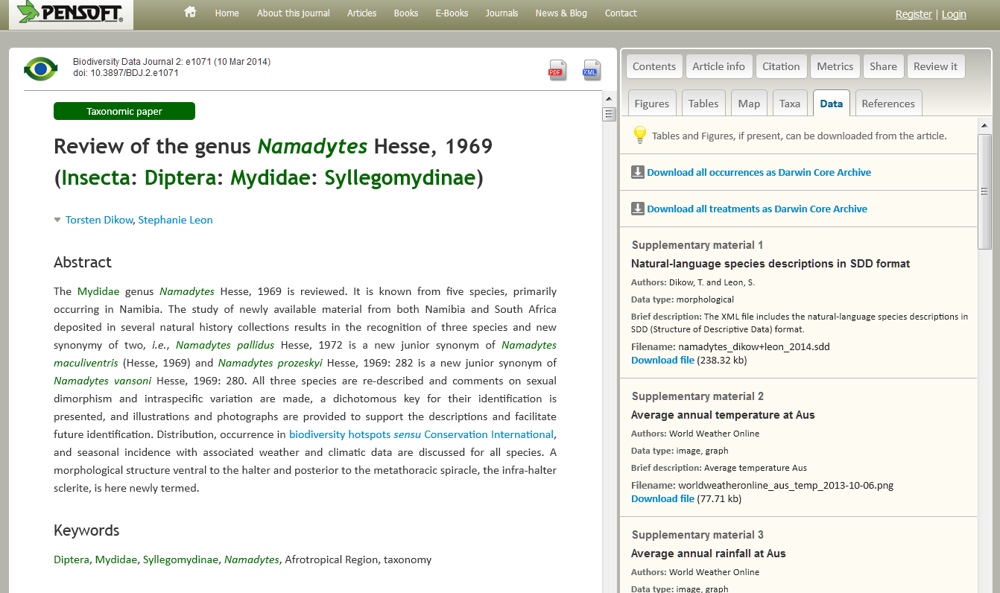 PENSOFT.
Home
About this journal
Articles
Books
E-Books
Journals
News & Blog
Contact
Register | Login
Biodiversity Data Journal 2: e1071 (10 Mar 2014)
doi: 10.3897/BDJ.2.e1071
PDF
XML
Taxonomic paper
Review of the genus Namadytes Hesse, 1969
(Insecta: Diptera: Mydidae: Syllegomydinae)
Torsten Dikow, Stephanie Leon
Abstract
The Mydidae genus Namadytes Hesse, 1969 is reviewed. It is known from five species, primarily
occurring in Namibia. The study of newly available material from both Namibia and South Africa
deposited in several natural history collections results in the recognition of three species and new
synonymy of two, i.e., Namadytes pallidus Hesse, 1972 is a new junior synonym of Namadytes
maculiventris (Hesse, 1969) and Namadytes prozeskyi Hesse, 1969: 282 is a new junior synonym of
Namadytes vansoni Hesse, 1969: 280. All three species are re-described and comments on sexual
dimorphism and intraspecific variation are made, a dichotomous key for their identification is
presented, and illustrations and photographs are provided to support the descriptions and facilitate
future identification. Distribution, occurrence in biodiversity hotspots sensu Conservation International,
and seasonal incidence with associated weather and climatic data are discussed for all species. A
morphological structure ventral to the halter and posterior to the metathoracic spiracle, the infra-halter
sclerite, is here newly termed.
Keywords
Diptera, Mydidae, Syllegomydinae, Namadytes, Afrotropical Region, taxonomy
Contents
Article info
Citation
Metrics
Share
Review it
Figures
Tables
Map
Taxa
Data
References
Tables and Figures, if present, can be downloaded from the article.
Download all occurrences as Darwin Core Archive
Download all treatments as Darwin Core Archive
Supplementary material 1
Natural-language species descriptions in SDD format
Authors: Dikow, T. and Leon, S.
Data type: morphological
Brief description: The XML file includes the natural-language species descriptions in
SDD (Structure of Descriptive Data) format.
Filename: namadytes_dikow+leon_2014.sdd
Download file (238.32 kb)
Supplementary material 2
Average annual temperature at Aus
Authors: World Weather Online
Data type: image, graph
Brief description: Average temperature Aus
Filename: worldweatheronline_aus_temp_2013-10-06.png
Download file (77.71 kb)
Supplementary material 3
Average annual rainfall at Aus
Authors: World Weather Online
Data type: image, graph